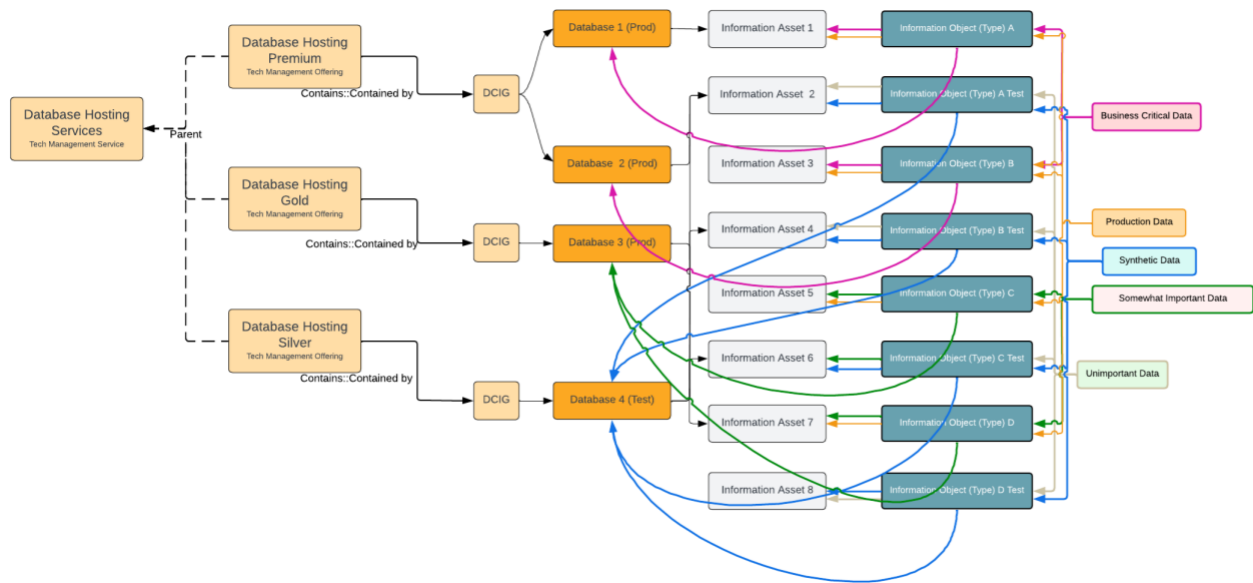 Database Hosting
Services
Tech Management Service
Parent
Database Hosting
Premium
Tech Management Offering
Contains::Contained by
Database Hosting
Gold
Tech Management Offering
Contains::Contained by
Database Hosting
Silver
Tech Management Offering
Contains::Contained by
DCIG
DCIG
DCIG
Database 1 (Prod)
Database 2 (Prod)
Database 3 (Prod)
Database 4 (Test)
Information Asset 1
Information Asset 2
Information Asset 3
Information Asset 4
Information Asset 5
Information Asset 6
Information Asset 7
Information Asset 8
Information Object (Type) A
Information Object (Type) A Test
Information Object (Type) B
Information Object (Type) B Test
Information Object (Type) C
Information Object (Type) C Test
Information Object (Type) D
Information Object (Type) D Test
Business Critical Data
Production Data
Synthetic Data
Somewhat Important Data
Unimportant Data